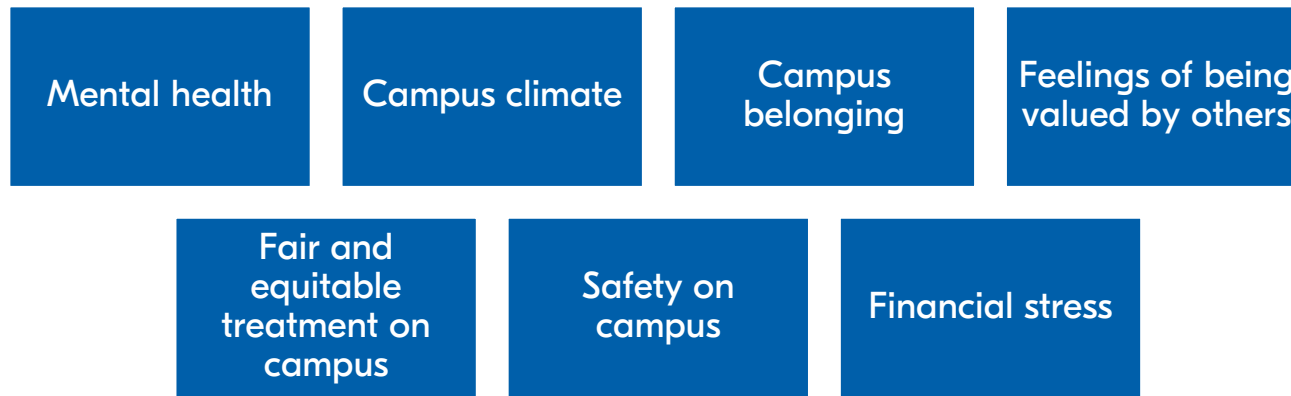 Mental health
Campus climate
Campus
belonging
Feelings of being
valued by others
Fair and
equitable
treatment on
campus
Safety on
campus
Financial stress